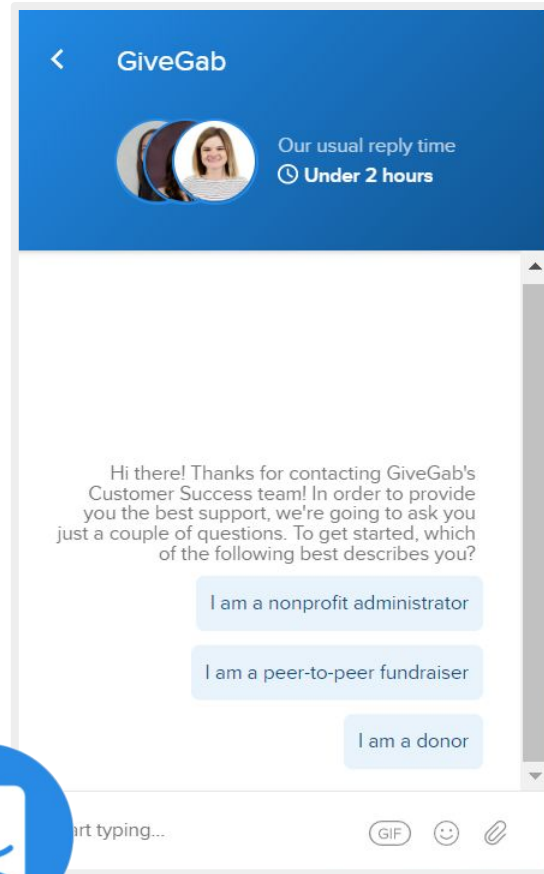 GiveGab
Our usual reply time
Under 2 hours
Hi there! Thanks for contacting GiveGab's
Customer Success team! In order to provide
you the best support, we're going to ask you
just a couple of questions. To get started, which
of the following best describes you?
I am a nonprofit administrator
I am a peer-to-peer fundraiser
I am a donor
art typing...
GIF